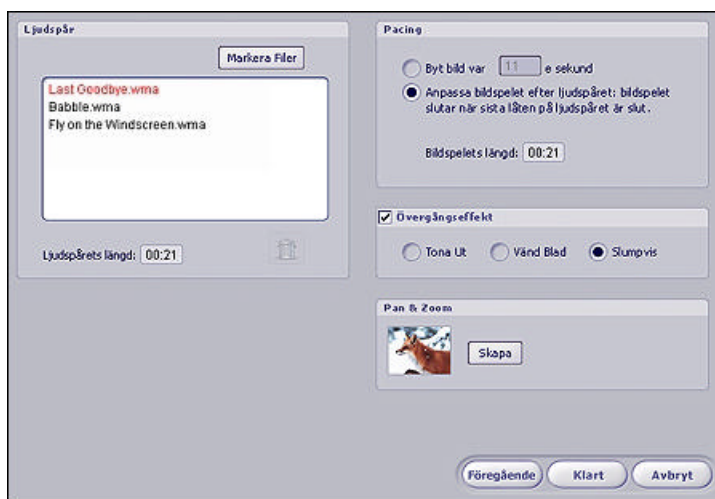 Ljudspår
Markera Filer
Last Goodbye.wma
Babble.wma
Fly on the Windscreen.wma
Ljudspårets längd: 00:21
Pacing
Byt bild var 11 e sekund
Anpassa bildspelet efter ljudspåret: bildspelet
slutar när sista låten på ljudspåret är slut.
Bildspelets längd: 00:21
Övergångseffekt
Tona Ut Vänd Blad Slumpvis
Pan & Zoom
Skapa
Föregående Klart Avbryt